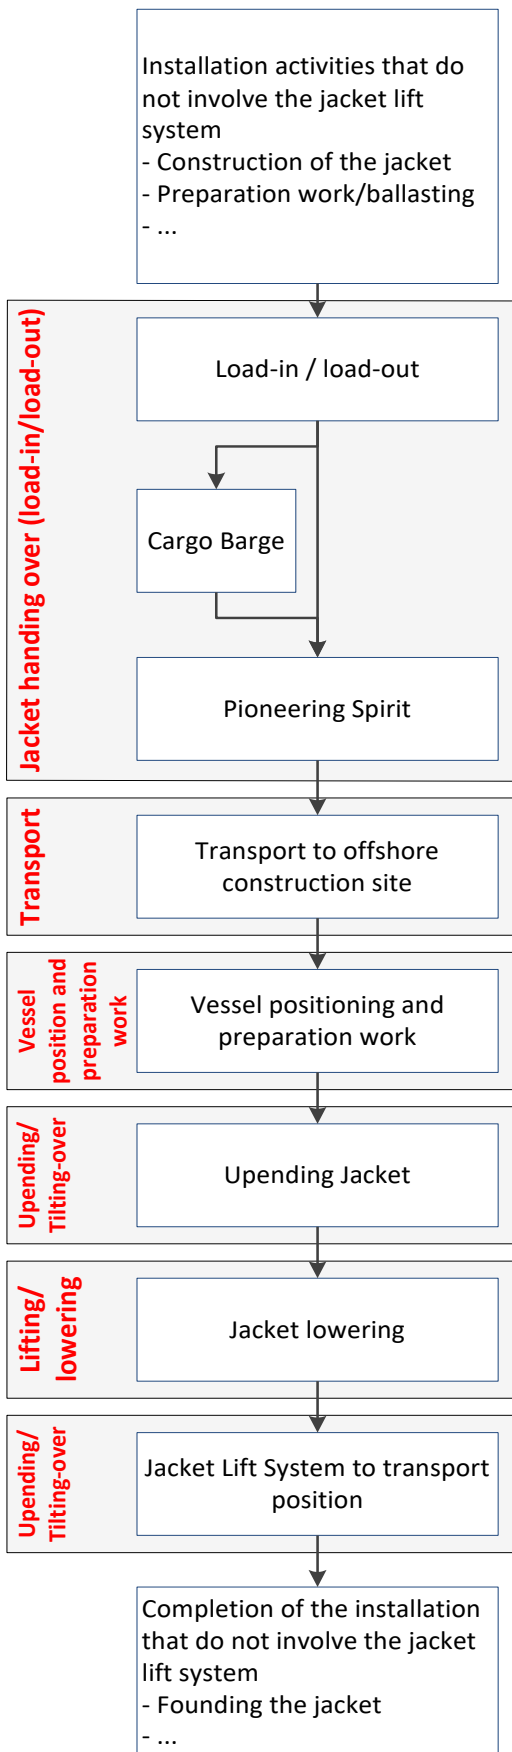 Installation activities that do
not involve the jacket lift
system
- Construction of the jacket
- Preparation work/ballasting
- ...
Jacket handing over (load-in/load-out)
Load-in / load-out
Cargo Barge
Pioneering Spirit
Transport
Transport to offshore
construction site
Vessel
position and
preparation
work
Vessel positioning and
preparation work
Upending/
Tilting-over
Upending Jacket
Lifting/
lowering
Jacket lowering
Upending/
Tilting-over
Jacket Lift System to transport
position
Completion of the installation
that do not involve the jacket
lift system
- Founding the jacket
- ...